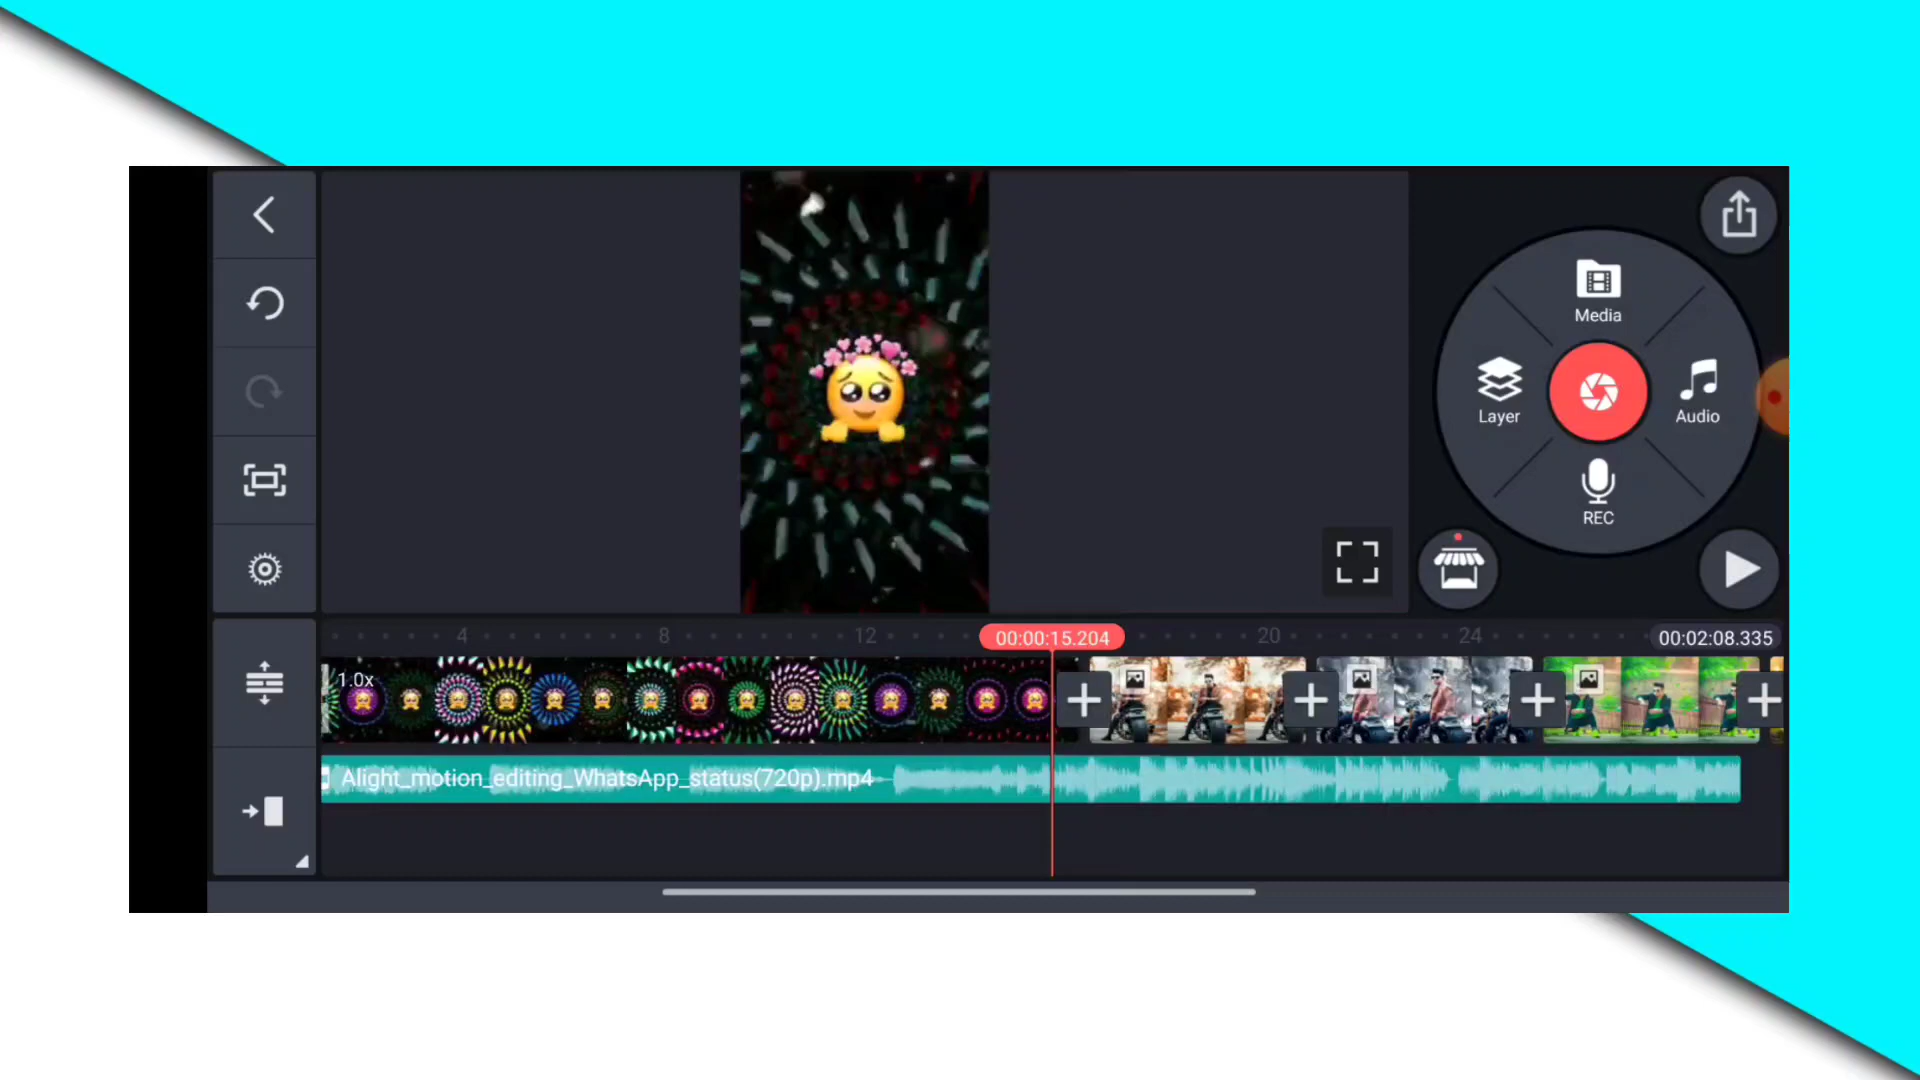 Media
Layer
Audio
REC
4
8
12
00:00:15.204
20
24
00:02:08.335
1.0x
Alight_motion_editing_WhatsApp_status(720p).mp4